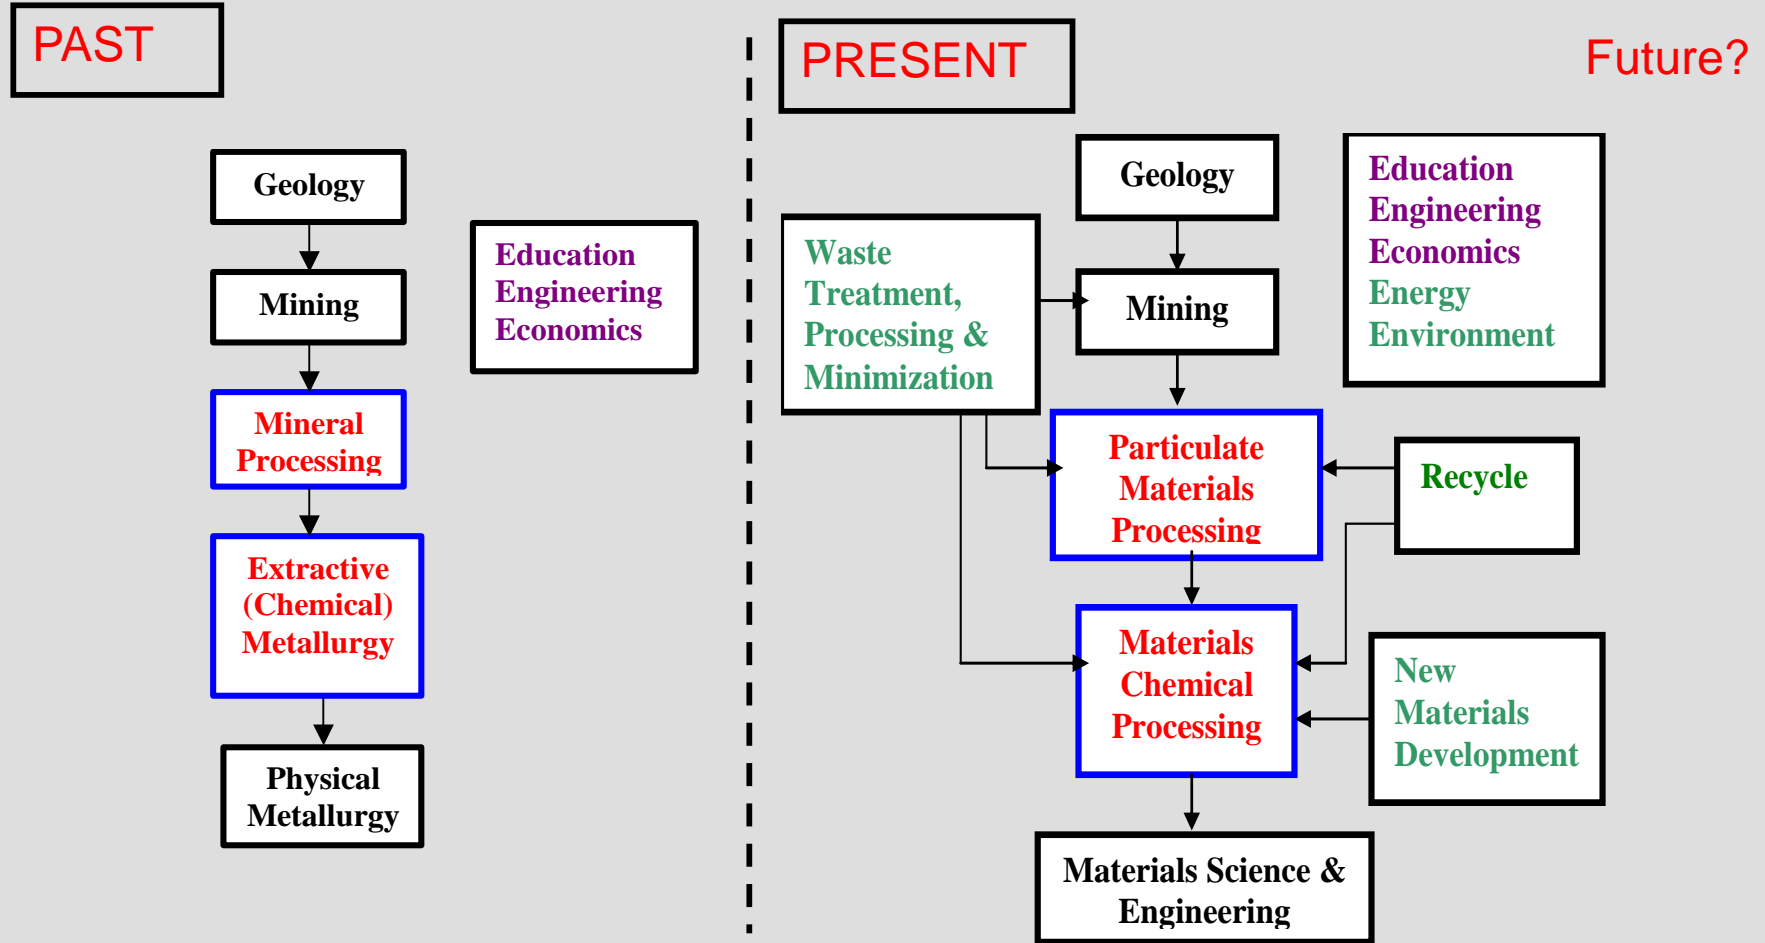 PAST
Geology
Mining
Education
Engineering
Economics
Mineral
Processing
Extractive
(Chemical)
Metallurgy
Physical
Metallurgy
PRESENT
Future?
Geology
Education
Engineering
Economics
Energy
Environment
Waste
Treatment,
Processing &
Minimization
Mining
Particulate
Materials
Processing
Recycle
Materials
Chemical
Processing
New
Materials
Development
Materials Science &
Engineering